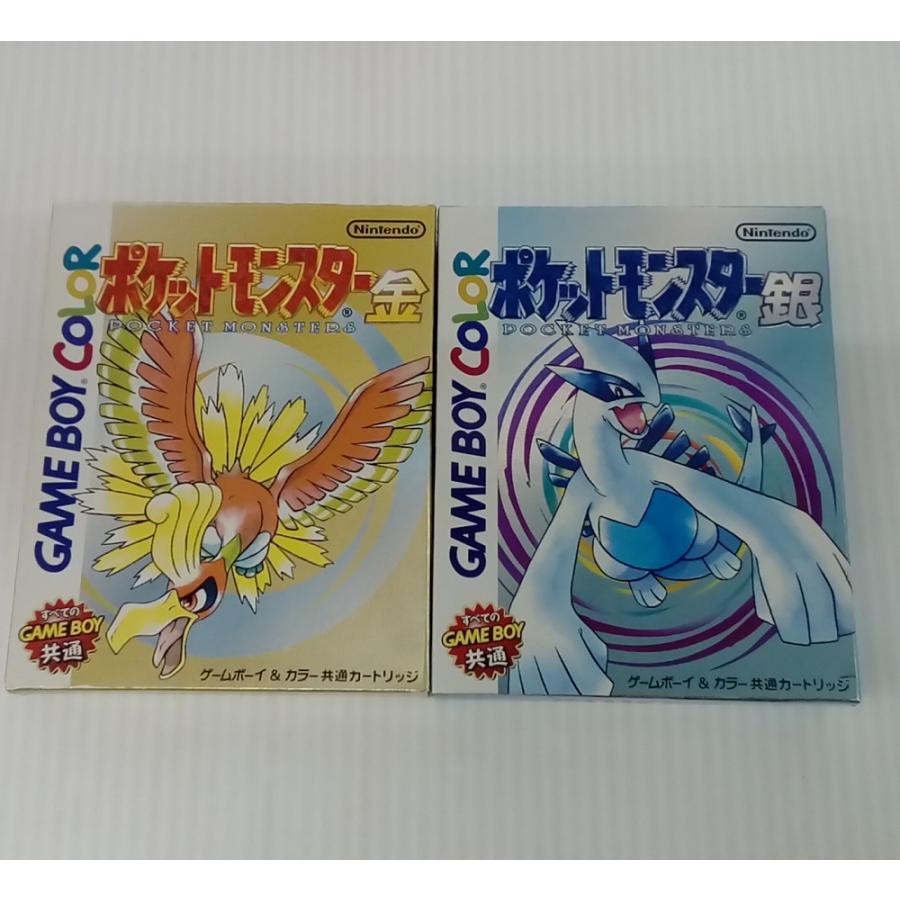 Nintendo
ポケットモンスター金
POCKET MONSTERS
GAME BOY COLOR
すべての
GAME BOY
共通
ゲームボーイ & カラー共通カートリッジ
Nintendo
ポケットモンスター銀
POCKET MONSTERS
GAME BOY COLOR
すべての
GAME BOY
共通
ゲームボーイ & カラー共通カートリッジ